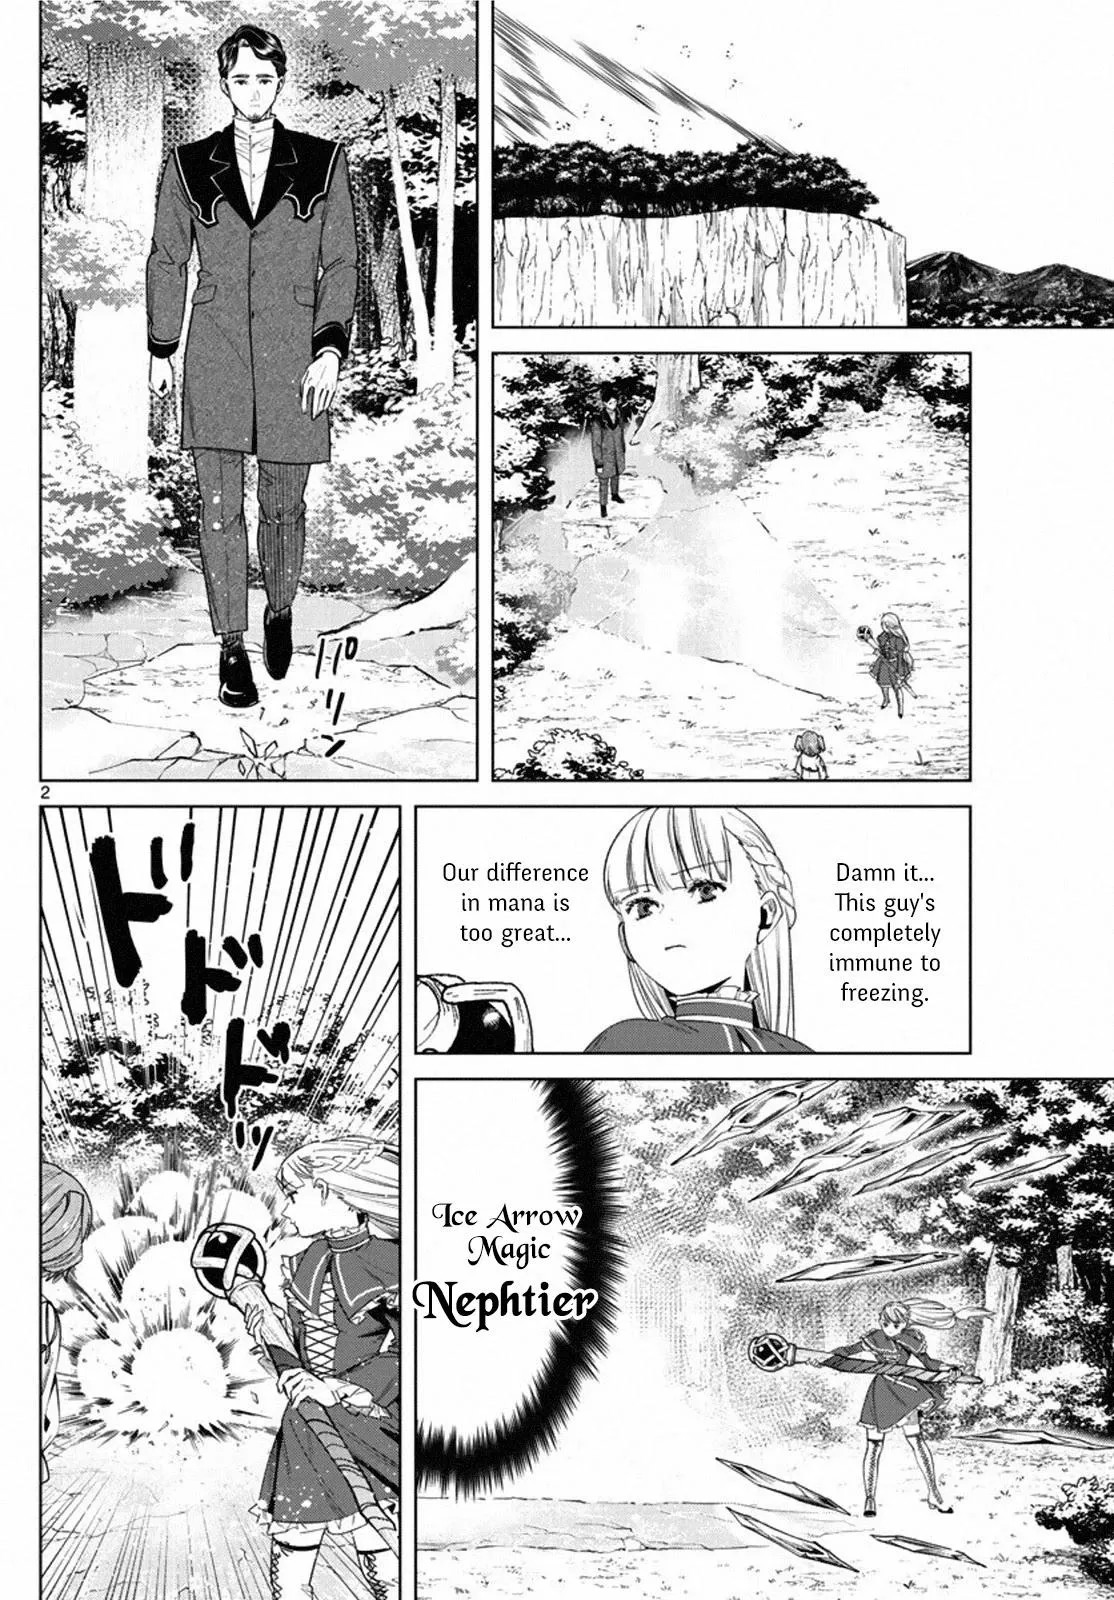 パ
リ
ン
2
Damn it...
This guy's
completely
immune to
freezing.
Our difference
in mana is
too great...
Ice Arrow
Magic
Nephtier
ド
ド
ド
ッ